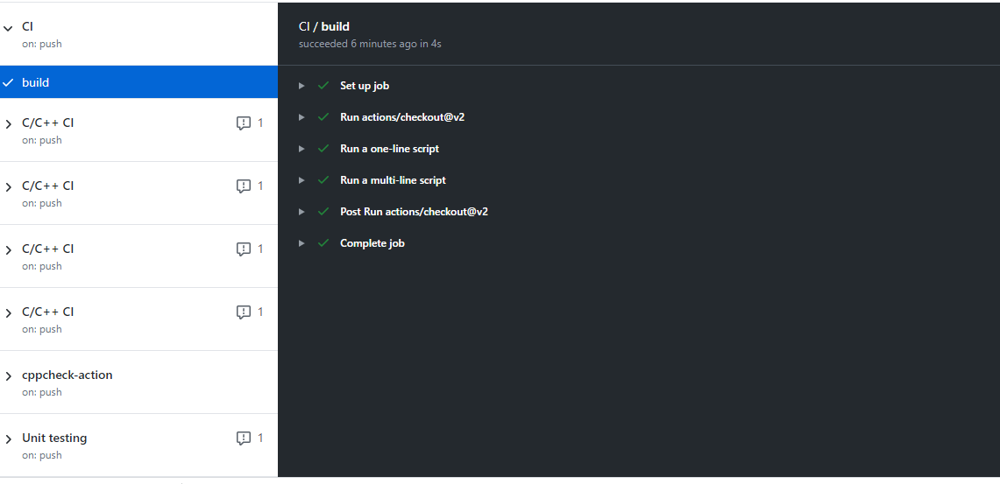 CI
on: push
build
C/C++ CI
1
on: push
C/C++ CI
1
on: push
C/C++ CI
1
on: push
C/C++ CI
1
on: push
cppcheck-action
on: push
Unit testing
1
on: push
CI / build
succeeded 6 minutes ago in 4s
Set up job
Run actions/checkout@v2
Run a one-line script
Run a multi-line script
Post Run actions/checkout@v2
Complete job